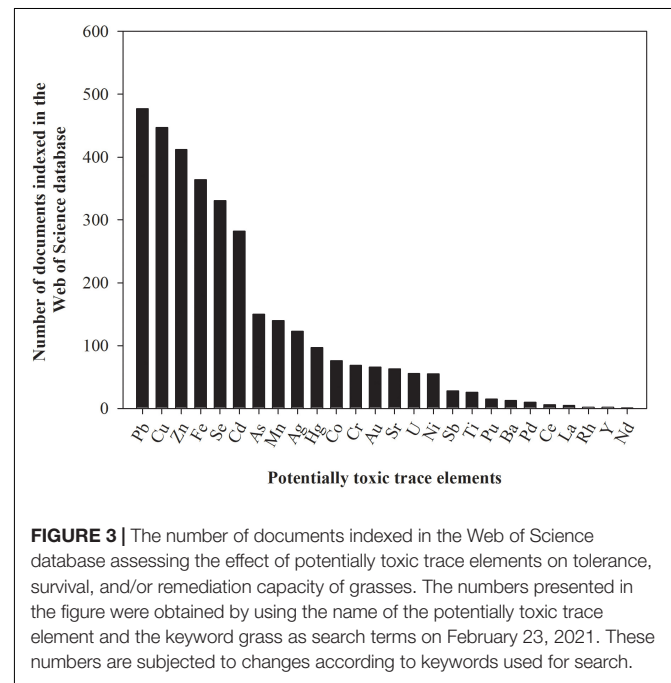 600
500
400
300
200
100
0
Number of documents indexed in the
Web of Science database
Pb Cu Zn Fe Se Cd As Mn Ag Hg Co Cr Au Sr U Ni Sb Ti Pu Ba Pd Ce La Rh Y Nd
Potentially toxic trace elements
FIGURE 3 | The number of documents indexed in the Web of Science
database assessing the effect of potentially toxic trace elements on tolerance,
survival, and/or remediation capacity of grasses. The numbers presented in
the figure were obtained by using the name of the potentially toxic trace
element and the keyword grass as search terms on February 23, 2021. These
numbers are subjected to changes according to keywords used for search.